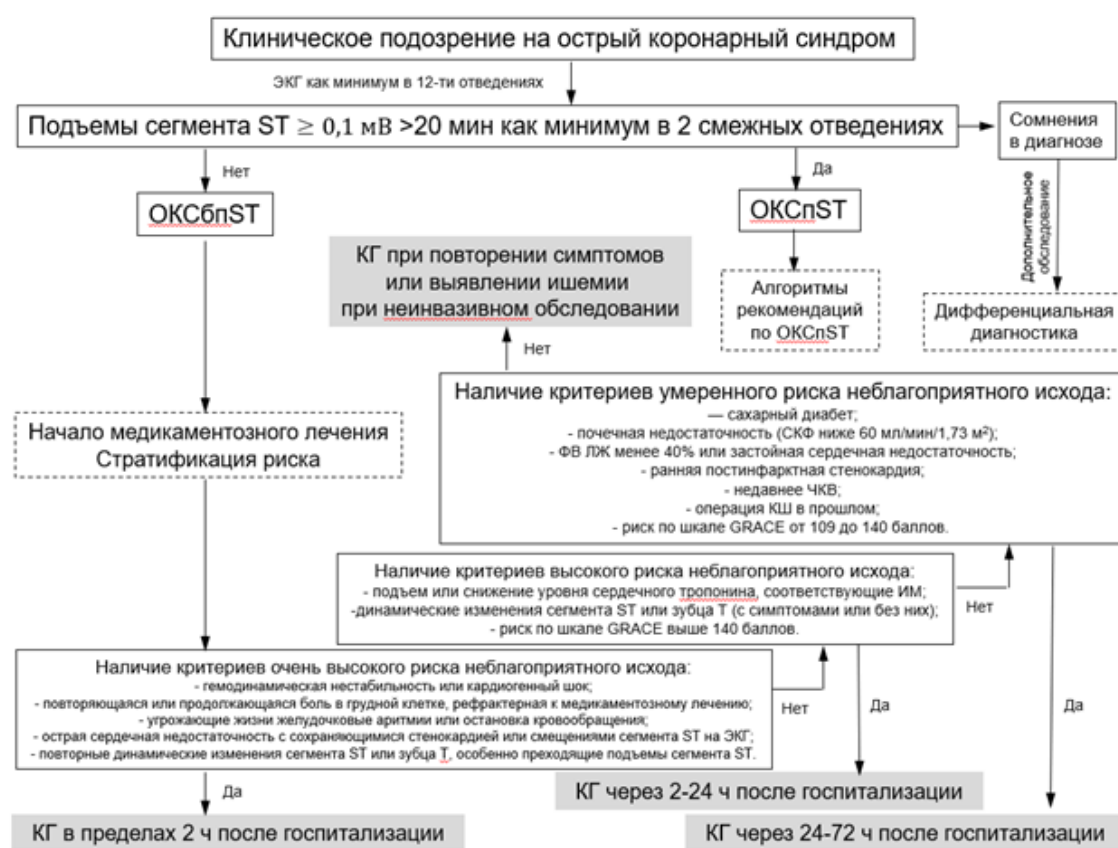 Клиническое подозрение на острый коронарный синдром
ЭКГ как минимум в 12-ти отведениях
Подъемы сегмента ST ≥ 0,1 мВ >20 мин как минимум в 2 смежных отведениях
Сомнения
в диагнозе
Нет
Да
ОКСбпST
ОКСпST
Дополнительное
обследование
КГ при повторении симптомов
или выявлении ишемии
при неинвазивном обследовании
Алгоритмы
рекомендаций
по ОКСпST
Дифференциальная
диагностика
Нет
Наличие критериев умеренного риска неблагоприятного исхода:
— сахарный диабет;
- почечная недостаточность (СКФ ниже 60 мл/мин/1,73 м²);
- ФВ ЛЖ менее 40% или застойная сердечная недостаточность;
- ранняя постинфарктная стенокардия;
- недавнее ЧКВ;
- операция КШ в прошлом;
- риск по шкале GRACE от 109 до 140 баллов.
Начало медикаментозного лечения
Стратификация риска
Наличие критериев высокого риска неблагоприятного исхода:
- подъем или снижение уровня сердечного тропонина, соответствующие ИМ;
-динамические изменения сегмента ST или зубца Т (с симптомами или без них);
- риск по шкале GRACE выше 140 баллов.
Нет
Наличие критериев очень высокого риска неблагоприятного исхода:
- гемодинамическая нестабильность или кардиогенный шок;
- повторяющаяся или продолжающаяся боль в грудной клетке, рефрактерная к медикаментозному лечению;
- угрожающие жизни желудочковые аритмии или остановка кровообращения;
- острая сердечная недостаточность с сохраняющимися стенокардией или смещениями сегмента ST на ЭКГ;
- повторные динамические изменения сегмента ST или зубца Т, особенно преходящие подъемы сегмента ST.
Нет
Да
Да
Да
КГ через 2-24 ч после госпитализации
КГ в пределах 2 ч после госпитализации
КГ через 24-72 ч после госпитализации